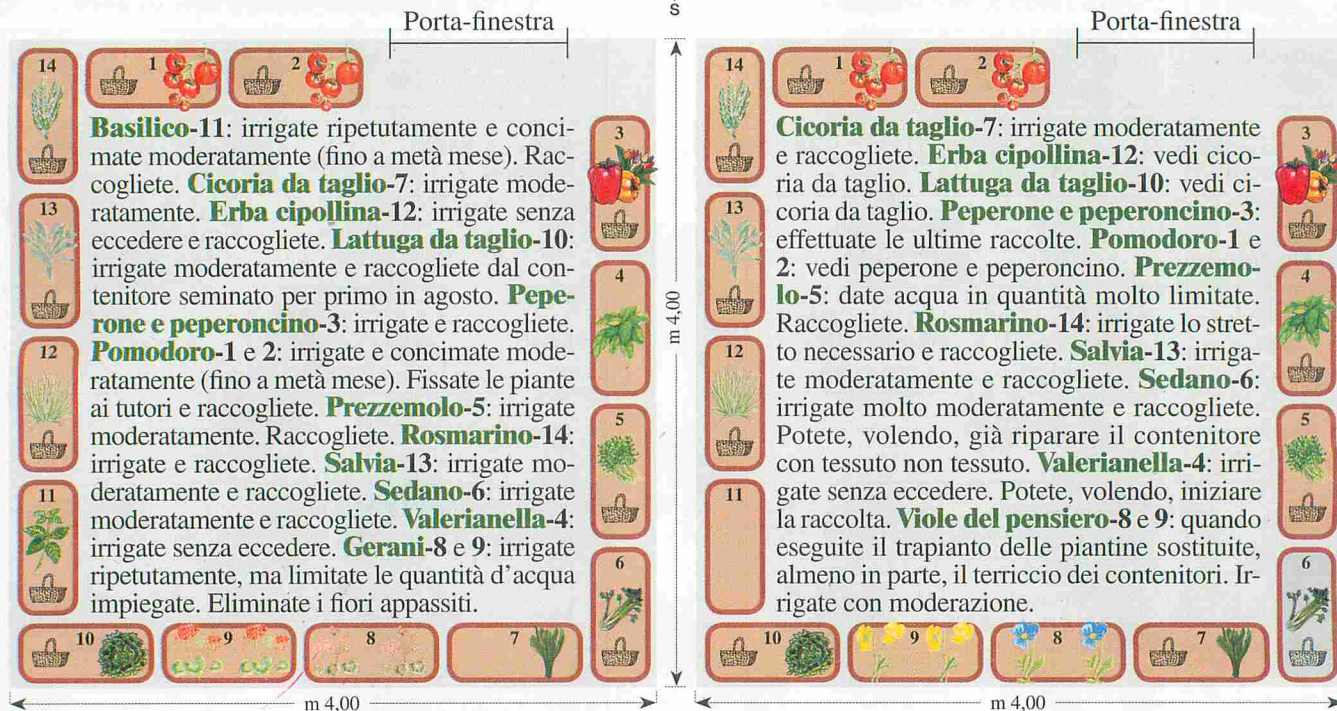 s
Porta-finestra
14
1
2
3
13
4
12
5
11
6
10
9
8
7
Basilico-11: irrigate ripetutamente e conci-
mate moderatamente (fino a metà mese). Rac-
cogliete. Cicoria da taglio-7: irrigate mode-
ratamente. Erba cipollina-12: irrigate senza
eccedere e raccogliete. Lattuga da taglio-10:
irrigate moderatamente e raccogliete dal con-
tenitore seminato per primo in agosto. Pepe-
rone e peperoncino-3: irrigate e raccogliete.
Pomodoro-1 e 2: irrigate e concimate mode-
ratamente (fino a metà mese). Fissate le piante
ai tutori e raccogliete. Prezzemolo-5: irrigate
moderatamente. Raccogliete. Rosmarino-14:
irrigate e raccogliete. Salvia-13: irrigate mo-
deratamente e raccogliete. Sedano-6: irrigate
moderatamente e raccogliete. Valerianella-4:
irrigate senza eccedere. Gerani-8 e 9: irrigate
ripetutamente, ma limitate le quantità d'acqua
impiegate. Eliminate i fiori appassiti.
m 4,00
m 4,00
Porta-finestra
14
1
2
3
13
4
12
5
11
6
10
9
8
7
Cicoria da taglio-7: irrigate moderatamente
e raccogliete. Erba cipollina-12: vedi cico-
ria da taglio. Lattuga da taglio-10: vedi ci-
coria da taglio. Peperone e peperoncino-3:
effettuate le ultime raccolte. Pomodoro-1 e
2: vedi peperone e peperoncino. Prezzemo-
lo-5: date acqua in quantità molto limitate.
Raccogliete. Rosmarino-14: irrigate lo stret-
to necessario e raccogliete. Salvia-13: irriga-
te moderatamente e raccogliete. Sedano-6:
irrigate molto moderatamente e raccogliete.
Potete, volendo, già riparare il contenitore
con tessuto non tessuto. Valerianella-4: irri-
gate senza eccedere. Potete, volendo, iniziare
la raccolta. Viole del pensiero-8 e 9: quando
eseguite il trapianto delle piantine sostituite,
almeno in parte, il terriccio dei contenitori. Ir-
rigate con moderazione.
m 4,00